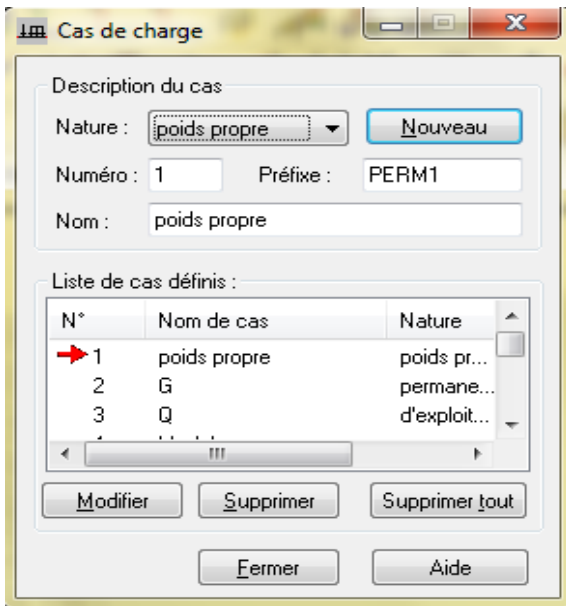 Cas de charge
Description du cas
Nature : poids propre Nouveau
Numéro : 1 Préfixe : PERM1
Nom : poids propre
Liste de cas définis :
N° Nom de cas Nature
1 poids propre poids pr...
2 G permane...
3 Q d'exploit...
Modifier Supprimer Supprimer tout
Fermer Aide